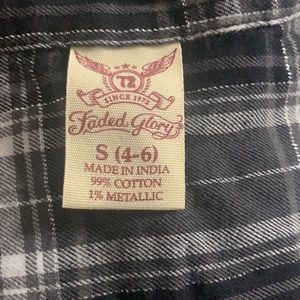 72
SINCE 1972
Faded Glory
S (4-6)
MADE IN INDIA
99% COTTON
1% METALLIC